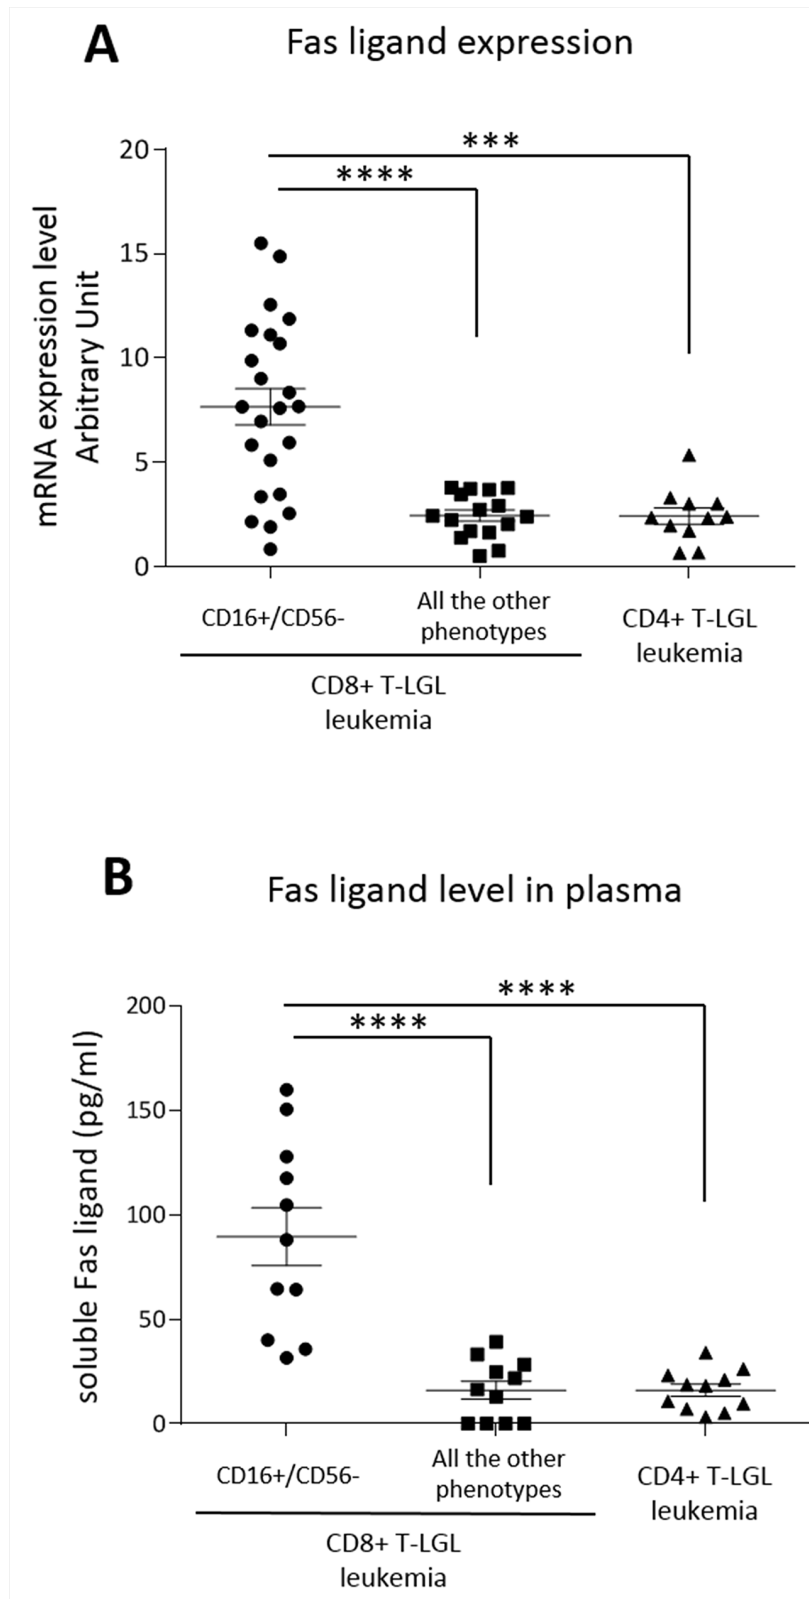 A
Fas ligand expression
mRNA expression level
Arbitrary Unit
20
15
10
5
0
***
****
CD16+/CD56-
All the other
phenotypes
CD4+ T-LGL
leukemia
CD8+ T-LGL
leukemia
B
Fas ligand level in plasma
soluble Fas ligand (pg/ml)
200
150
100
50
0
****
****
CD16+/CD56-
All the other
phenotypes
CD4+ T-LGL
leukemia
CD8+ T-LGL
leukemia